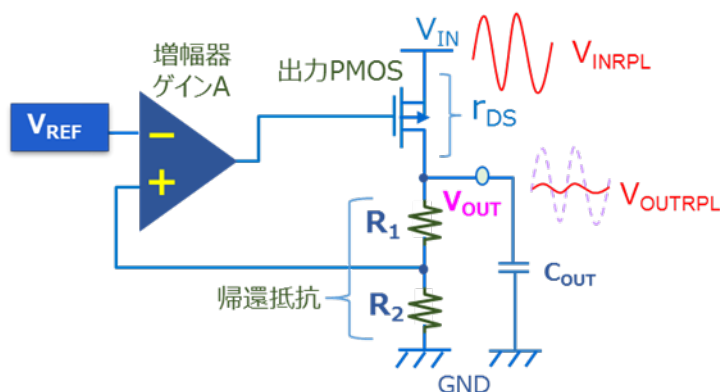 増幅器
ゲインA
出力PMOS
VIN
VINRPL
rDS
VREF
−
+
VOUT
VOUTRPL
R1
COUT
帰還抵抗
R2
GND